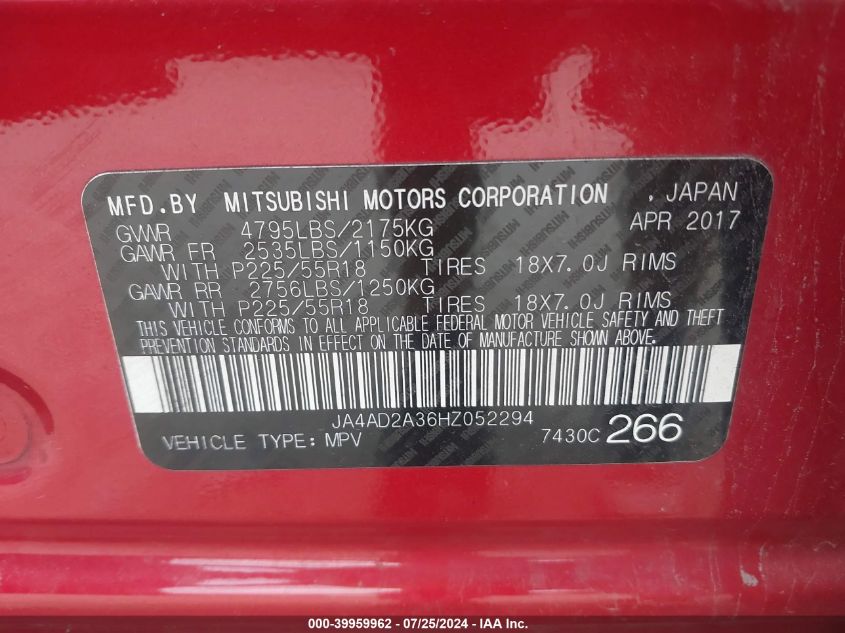 MFD.BY MITSUBISHI MOTORS CORPORATION , JAPAN
GVWR 4795LBS/2175KG APR 2017
GAWR FR 2535LBS/1150KG
WITH P225/55R18 TIRES 18X7.0J RIMS
GAWR RR 2756LBS/1250KG
WITH P225/55R18 TIRES 18X7.0J RIMS
THIS VEHICLE CONFORMS TO ALL APPLICABLE FEDERAL MOTOR VEHICLE SAFETY AND THEFT
PREVENTION STANDARDS IN EFFECT ON THE DATE OF MANUFACTURE SHOWN ABOVE.
JA4AD2A36HZ052294
VEHICLE TYPE: MPV 7430C 266
000-39959962 - 07/25/2024 - IAA Inc.